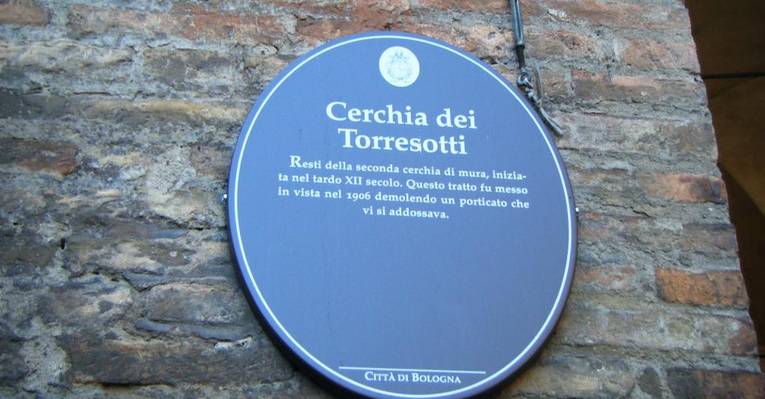 Cerchia dei
Torresotti
Resti della seconda cerchia di mura, inizia-
ta nel tardo XII secolo. Questo tratto fu messo
in vista nel 1906 demolendo un porticato che
vi si addossava.
CITTÀ DI BOLOGNA